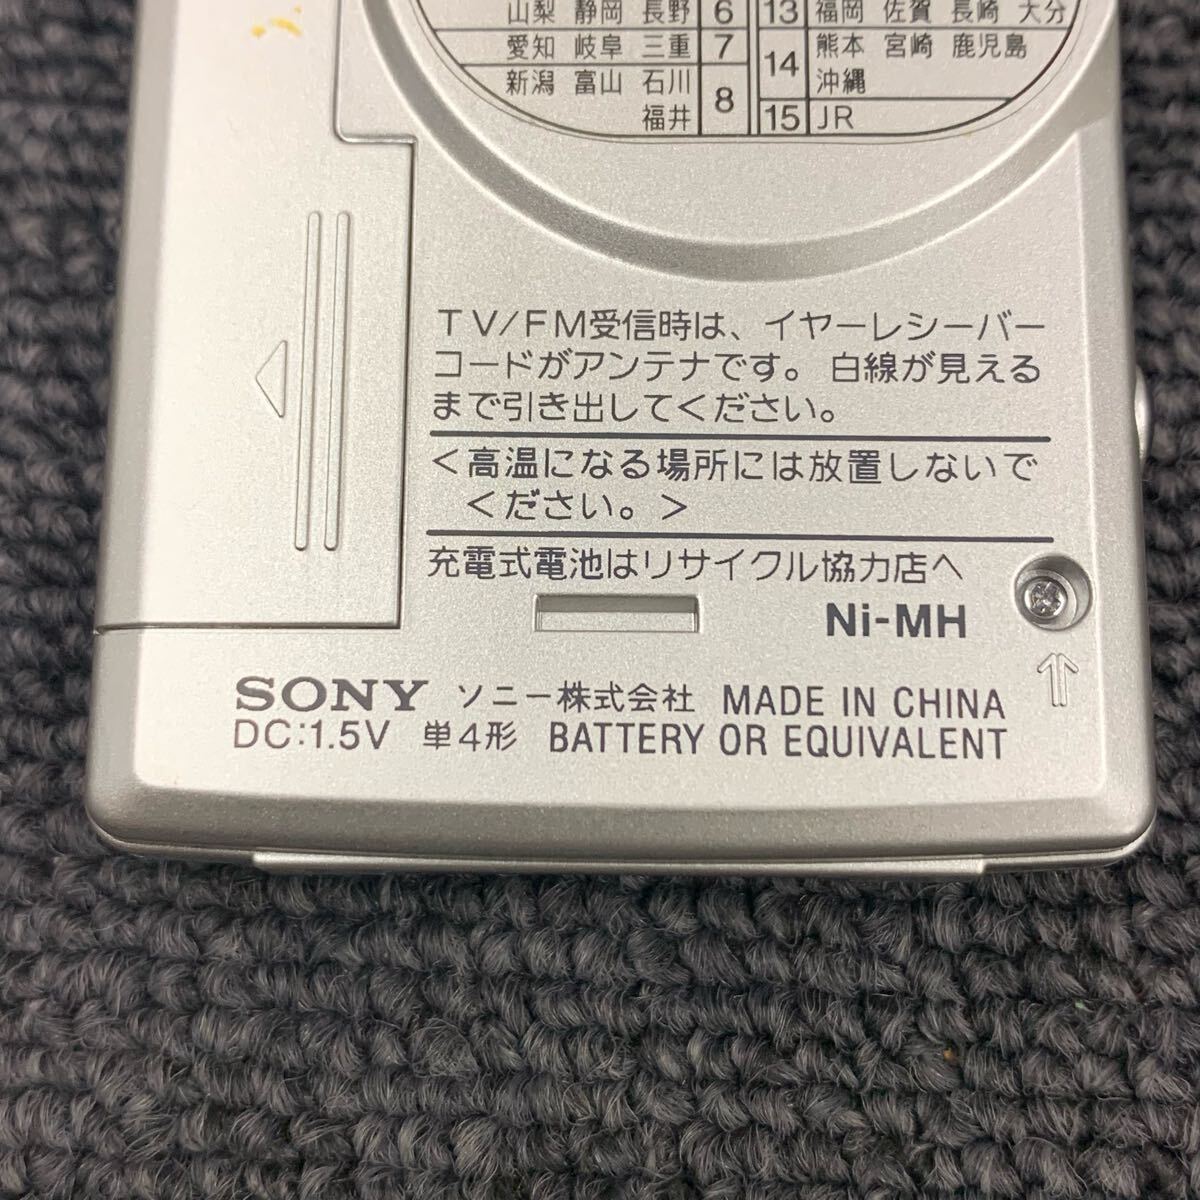 山梨 静岡 長野 6 13 福岡 佐賀 長崎 大分
愛知 岐阜 三重 7 14 熊本 宮崎 鹿児島
新潟 富山 石川 8 沖縄
福井 15 JR
TV/FM受信時は、イヤーレシーバー
コードがアンテナです。白線が見える
まで引き出してください。
<高温になる場所には放置しないで
ください。>
充電式電池はリサイクル協力店へ
Ni-MH
SONY ソニー株式会社 MADE IN CHINA
DC:1.5V 単4形 BATTERY OR EQUIVALENT